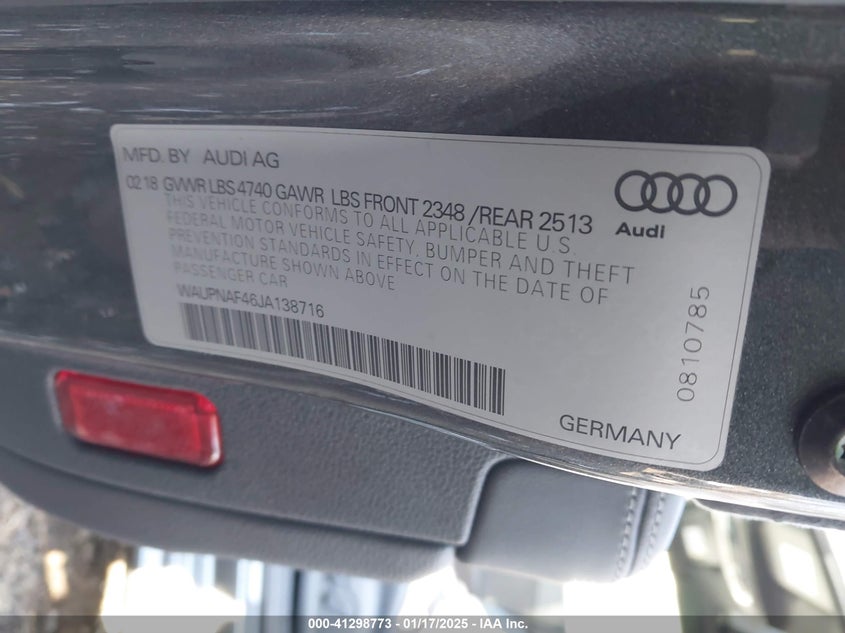 MFD. BY AUDI AG
02 18 GVWR LBS 4740 GAWR LBS FRONT 2348 /REAR 2513
THIS VEHICLE CONFORMS TO ALL APPLICABLE U.S.
FEDERAL MOTOR VEHICLE SAFETY, BUMPER AND THEFT
PREVENTION STANDARDS IN EFFECT ON THE DATE OF
MANUFACTURE SHOWN ABOVE
PASSENGER CAR
WAUPNAF46JA138716
Audi
0810785
GERMANY
000-41298773 - 01/17/2025 - IAA Inc.